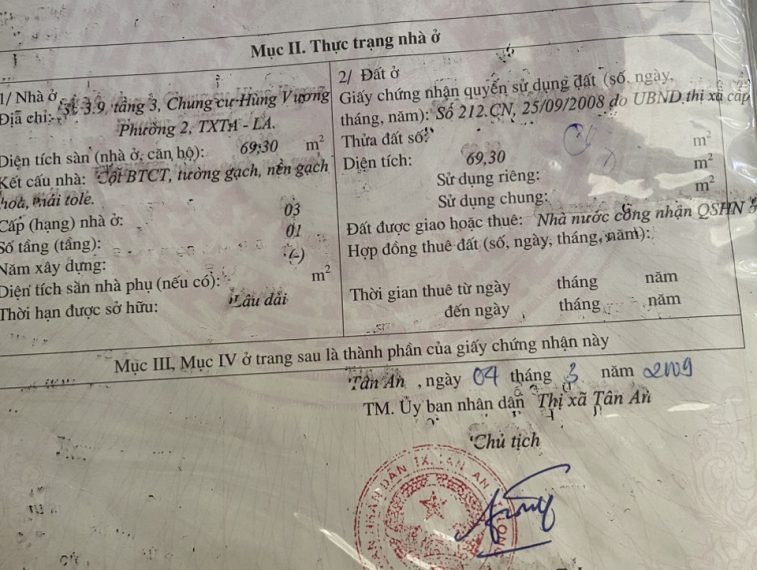 Mục II. Thực trạng nhà ở
1/ Nhà ở
Địa chỉ: 3.9 tầng 3, Chung cư Hùng Vương
Phường 2, TXTA - LA.
Diện tích sàn (nhà ở, căn hộ): 69,30 m²
Kết cấu nhà: Cột BTCT, tường gạch, nền gạch
hoa, mái tole.
Cấp (hạng) nhà ở: 03
Số tầng (tầng): 01
Năm xây dựng: (-)
Diện tích sàn nhà phụ (nếu có): m²
Thời hạn được sở hữu: Lâu dài
2/ Đất ở
Giấy chứng nhận quyền sử dụng đất (số, ngày,
tháng, năm): Số 212.CN, 25/09/2008 do UBND thị xã cấp
Thửa đất số:
Diện tích: 69,30 m²
Sử dụng riêng: m²
Sử dụng chung: m²
Đất được giao hoặc thuê: Nhà nước công nhận QSHN
Hợp đồng thuê đất (số, ngày, tháng, năm):
Thời gian thuê từ ngày tháng năm
đến ngày tháng năm
Mục III, Mục IV ở trang sau là thành phần của giấy chứng nhận này
Tân An, ngày 04 tháng 3 năm 2009
TM. Ủy ban nhân dân Thị xã Tân An
Chủ tịch